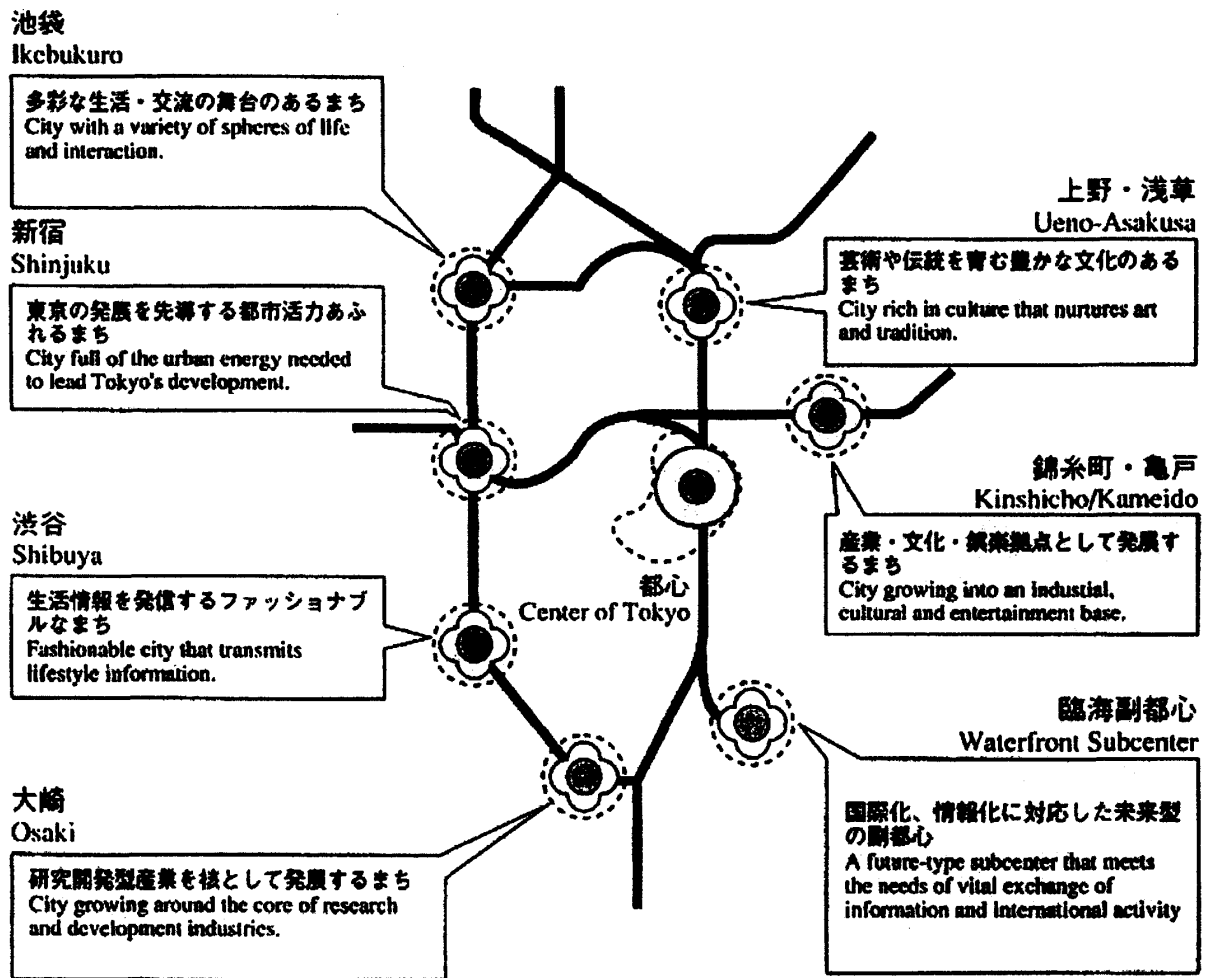 池袋
Ikebukuro
多彩な生活・交流の舞台のあるまち
City with a variety of spheres of life
and interaction.
新宿
Shinjuku
東京の発展を先導する都市活力あふ
れるまち
City full of the urban energy needed
to lead Tokyo's development.
渋谷
Shibuya
生活情報を発信するファッショナブ
ルなまち
Fashionable city that transmits
lifestyle information.
大崎
Osaki
研究開発型産業を核として発展するまち
City growing around the core of research
and development industries.
都心
Center of Tokyo
上野・浅草
Ueno-Asakusa
芸術や伝統を育む豊かな文化のある
まち
City rich in culture that nurtures art
and tradition.
錦糸町・亀戸
Kinshicho/Kameido
産業・文化・娯楽拠点として発展す
るまち
City growing into an industial,
cultural and entertainment base.
臨海副都心
Waterfront Subcenter
国際化、情報化に対応した未来型
の副都心
A future-type subcenter that meets
the needs of vital exchange of
information and international activity